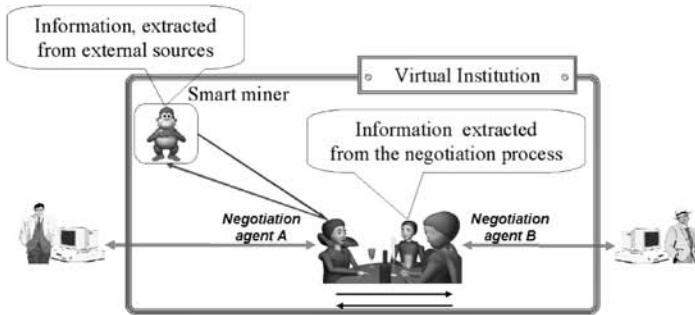 Information, extracted
from external sources
Virtual Institution
Smart miner
Information extracted
from the negotiation process
Negotiation
agent A
Negotiation
agent B